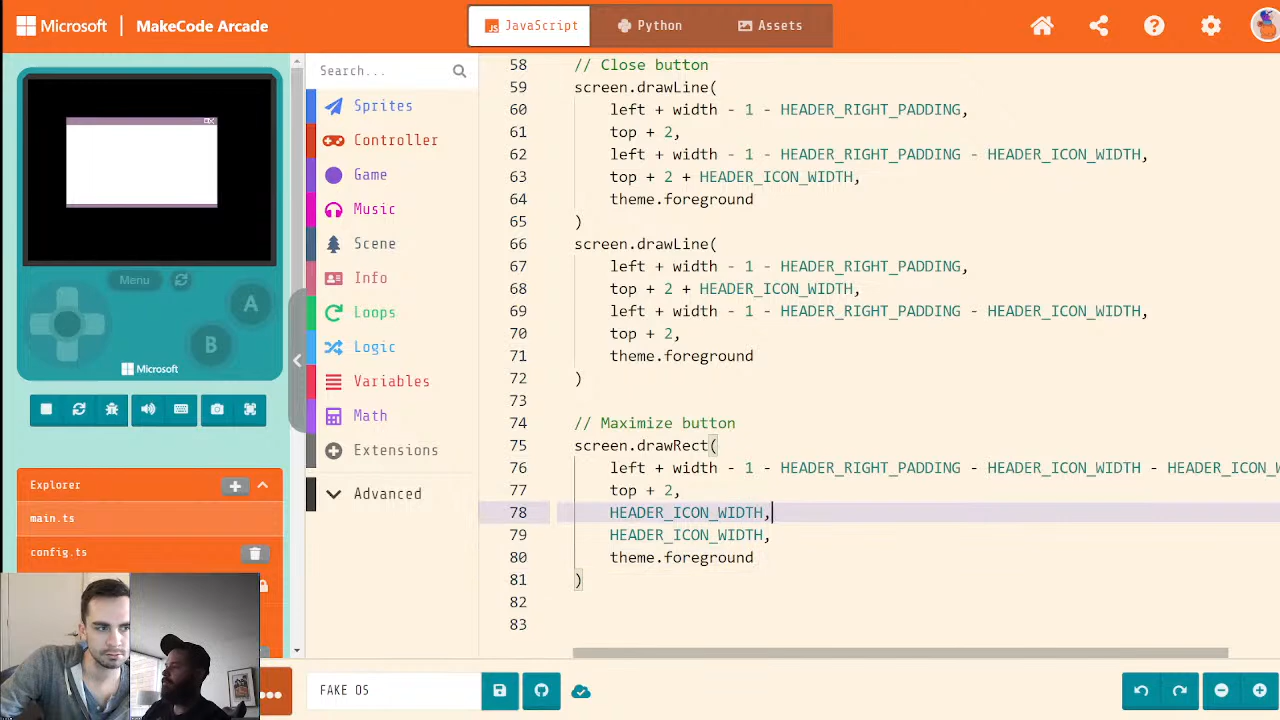 Microsoft
MakeCode Arcade
JavaScript
Python
Assets
Menu
A
B
Microsoft
Explorer
main.ts
config.ts
Search...
Sprites
Controller
Game
Music
Scene
Info
Loops
Logic
Variables
Math
Extensions
Advanced
58 // Close button
59 screen.drawLine(
60 left + width - 1 - HEADER_RIGHT_PADDING,
61 top + 2,
62 left + width - 1 - HEADER_RIGHT_PADDING - HEADER_ICON_WIDTH,
63 top + 2 + HEADER_ICON_WIDTH,
64 theme.foreground
65 )
66 screen.drawLine(
67 left + width - 1 - HEADER_RIGHT_PADDING,
68 top + 2 + HEADER_ICON_WIDTH,
69 left + width - 1 - HEADER_RIGHT_PADDING - HEADER_ICON_WIDTH,
70 top + 2,
71 theme.foreground
72 )
73
74 // Maximize button
75 screen.drawRect(
76 left + width - 1 - HEADER_RIGHT_PADDING - HEADER_ICON_WIDTH - HEADER_ICON_W
77 top + 2,
78 HEADER_ICON_WIDTH,
79 HEADER_ICON_WIDTH,
80 theme.foreground
81 )
82
83
FAKE OS